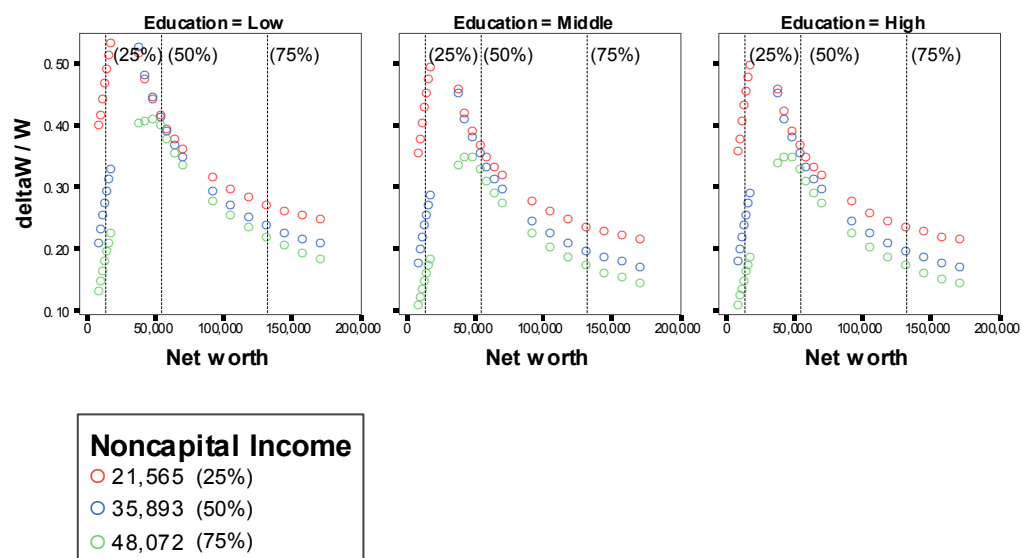 Education = Low Education = Middle Education = High
(25%) (50%) (75%) (25%) (50%) (75%) (25%) (50%) (75%)
0.50
0.40
0.30
0.20
0.10
deltaW / W
0 50,000 100,000 150,000 200,000 0 50,000 100,000 150,000 200,000 0 50,000 100,000 150,000 200,000
Net worth Net worth Net worth
Noncapital Income
21,565 (25%)
35,893 (50%)
48,072 (75%)